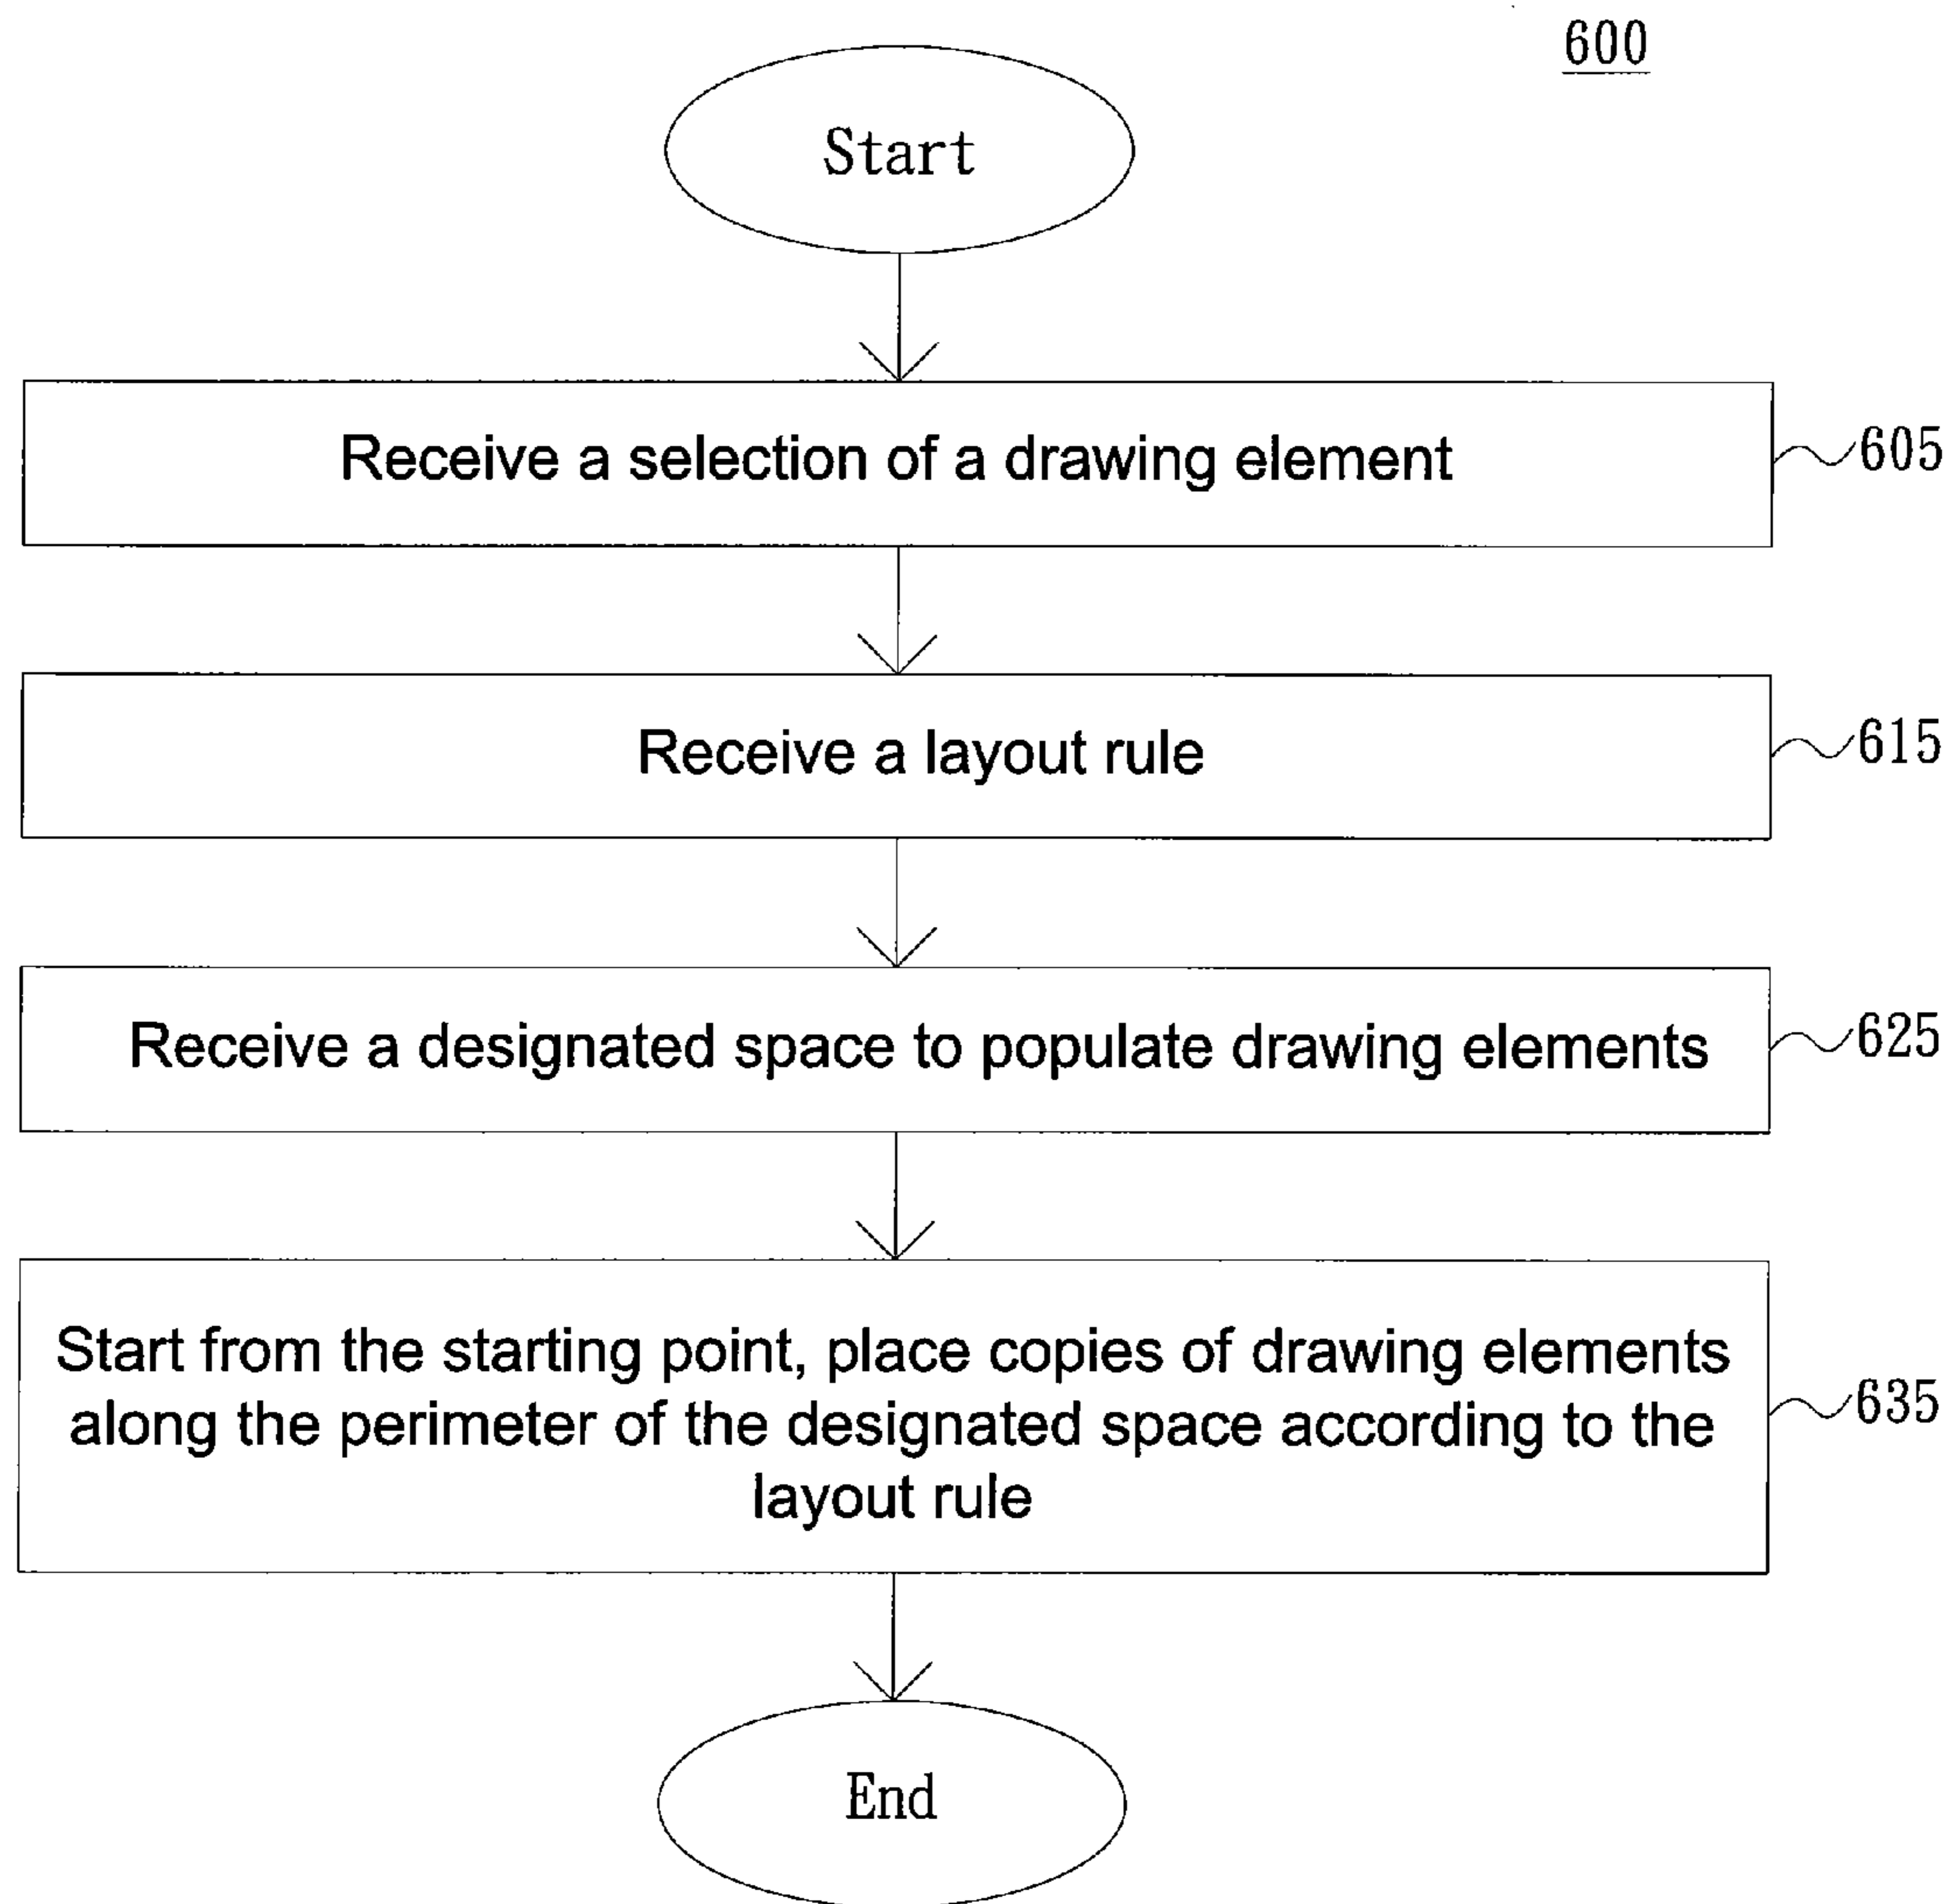 600
Start
Receive a selection of a drawing element
605
Receive a layout rule
615
Receive a designated space to populate drawing elements
625
Start from the starting point, place copies of drawing elements
along the perimeter of the designated space according to the
layout rule
635
End